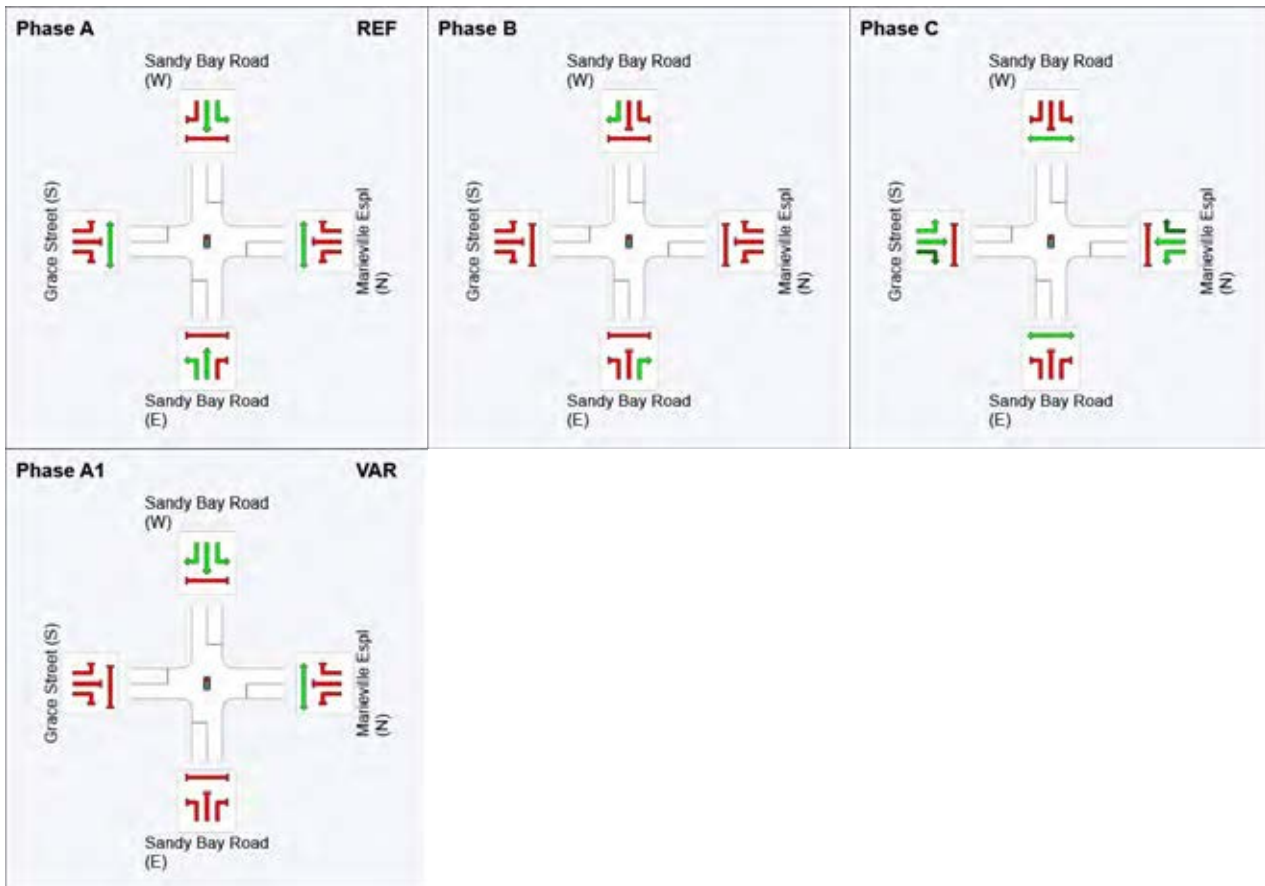 Phase A
REF
Sandy Bay Road
(W)
Grace Street (S)
Marieville Espl
(N)
Sandy Bay Road
(E)
Phase B
Sandy Bay Road
(W)
Grace Street (S)
Marieville Espl
(N)
Sandy Bay Road
(E)
Phase C
Sandy Bay Road
(W)
Grace Street (S)
Marieville Espl
(N)
Sandy Bay Road
(E)
Phase A1
VAR
Sandy Bay Road
(W)
Grace Street (S)
Marieville Espl
(N)
Sandy Bay Road
(E)